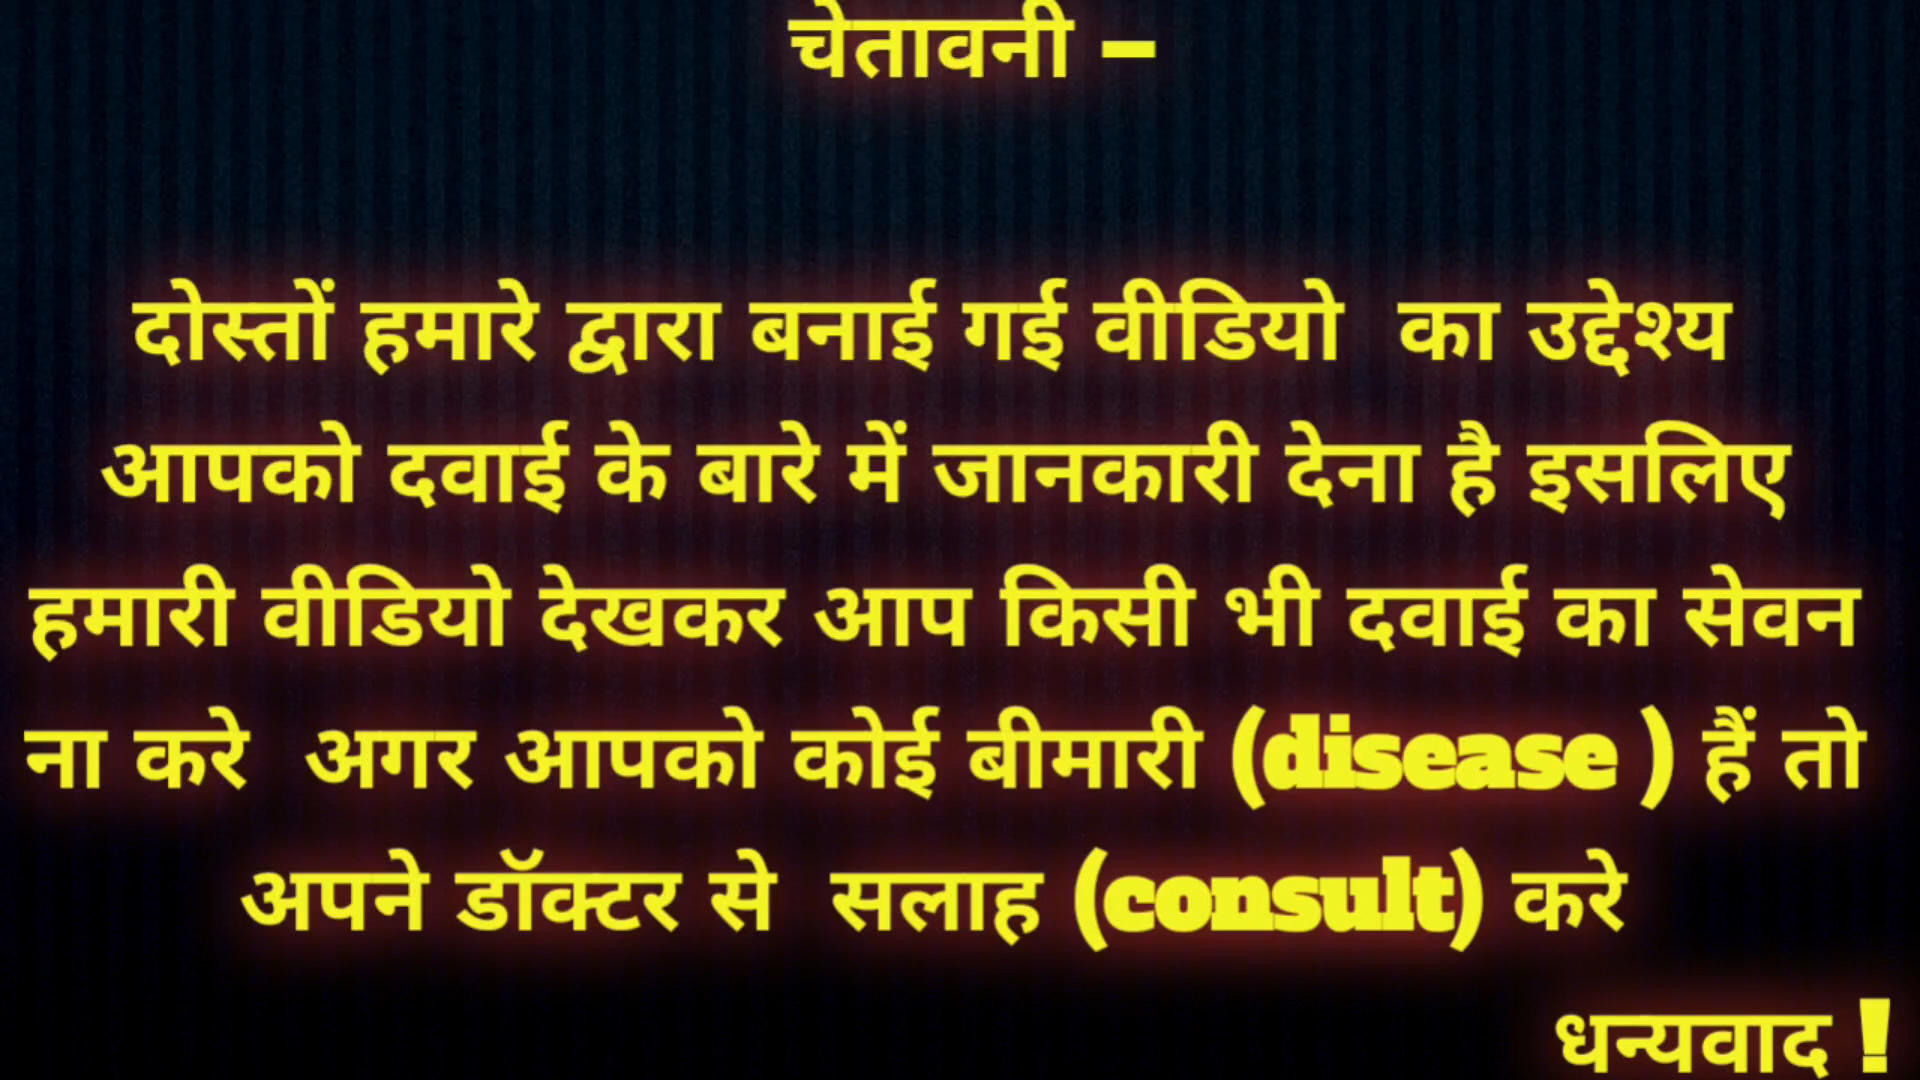 चेतावनी –
दोस्तों हमारे द्वारा बनाई गई वीडियो का उद्देश्य
आपको दवाई के बारे में जानकारी देना है इसलिए
हमारी वीडियो देखकर आप किसी भी दवाई का सेवन
ना करे अगर आपको कोई बीमारी (disease ) हैं तो
अपने डॉक्टर से सलाह (consult) करे
धन्यवाद !